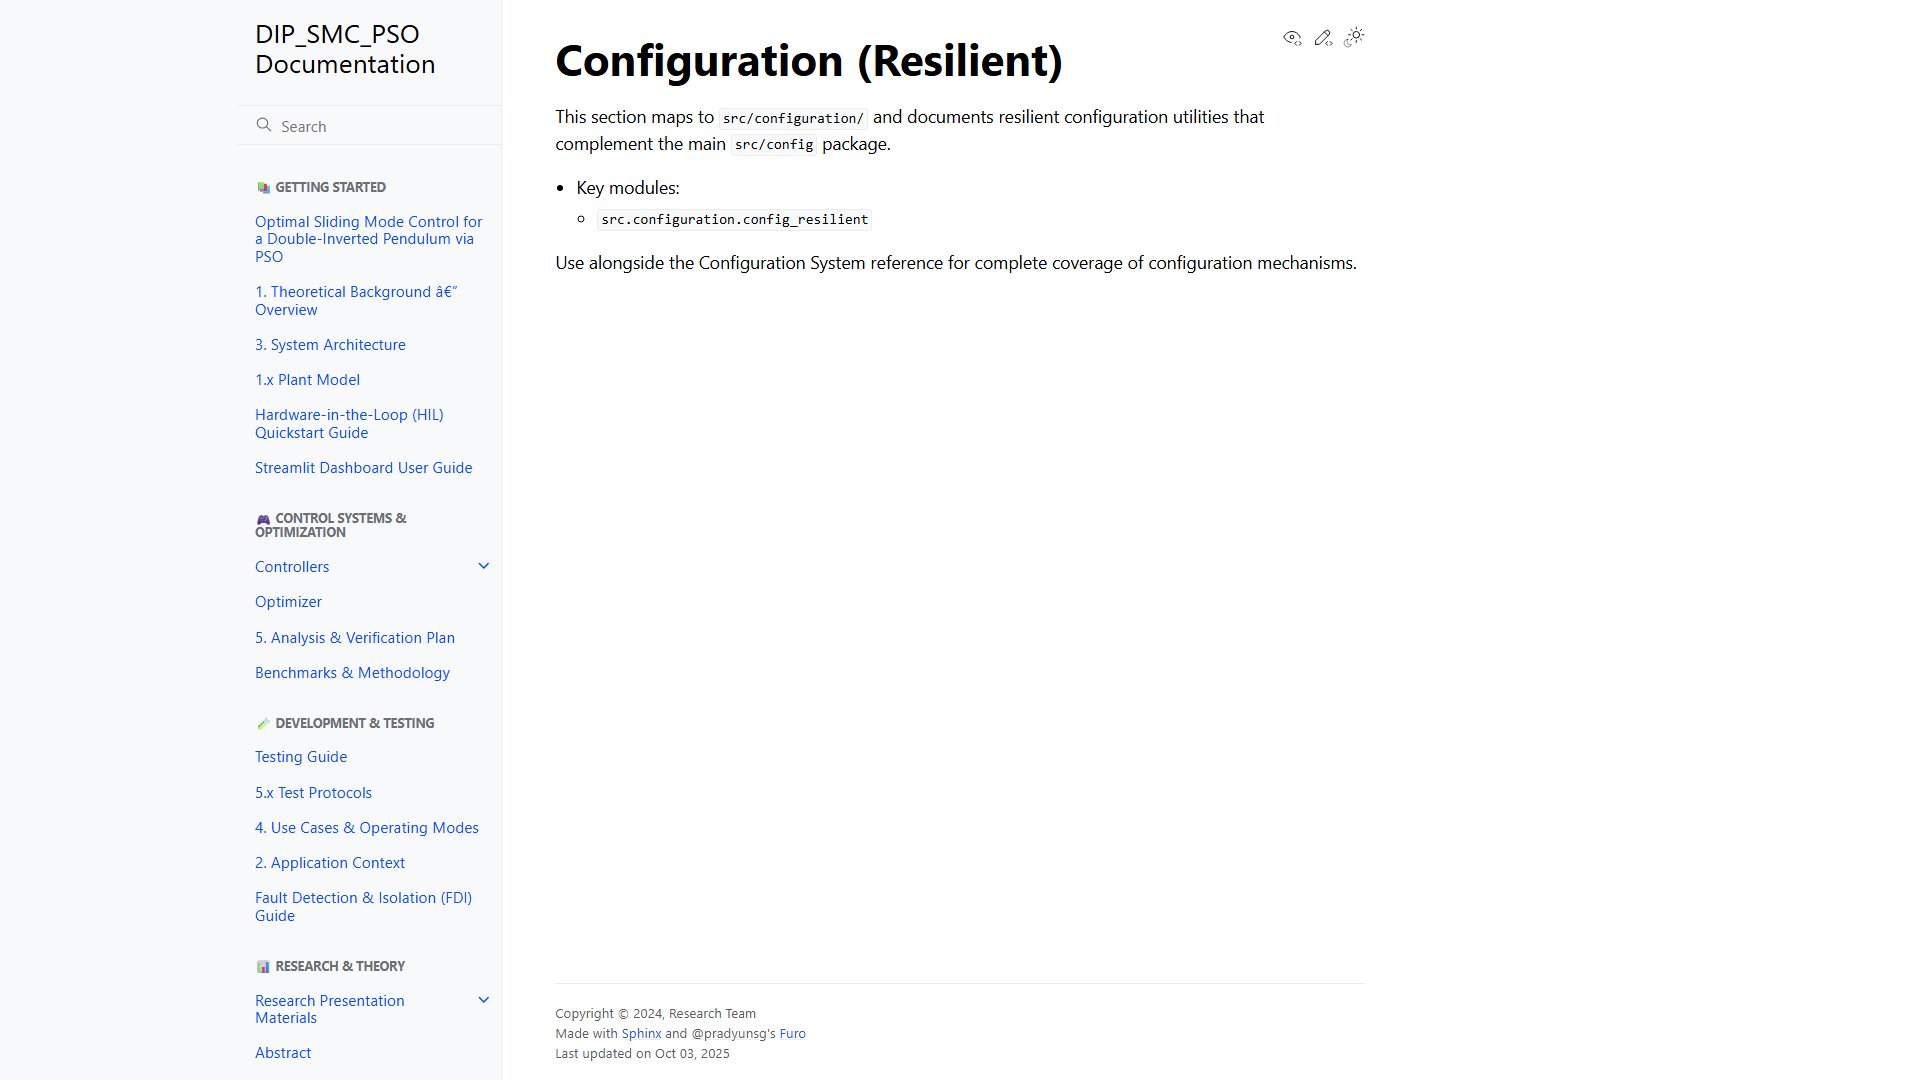 DIP_SMC_PSO
Documentation
Search
GETTING STARTED
Optimal Sliding Mode Control for
a Double-Inverted Pendulum via
PSO
1. Theoretical Background â€”
Overview
3. System Architecture
1.x Plant Model
Hardware-in-the-Loop (HIL)
Quickstart Guide
Streamlit Dashboard User Guide
CONTROL SYSTEMS &
OPTIMIZATION
Controllers
Optimizer
5. Analysis & Verification Plan
Benchmarks & Methodology
DEVELOPMENT & TESTING
Testing Guide
5.x Test Protocols
4. Use Cases & Operating Modes
2. Application Context
Fault Detection & Isolation (FDI)
Guide
RESEARCH & THEORY
Research Presentation
Materials
Abstract
Configuration (Resilient)
This section maps to src/configuration/ and documents resilient configuration utilities that
complement the main src/config package.
• Key modules:
◦ src.configuration.config_resilient
Use alongside the Configuration System reference for complete coverage of configuration mechanisms.
Copyright © 2024, Research Team
Made with Sphinx and @pradyunsg's Furo
Last updated on Oct 03, 2025